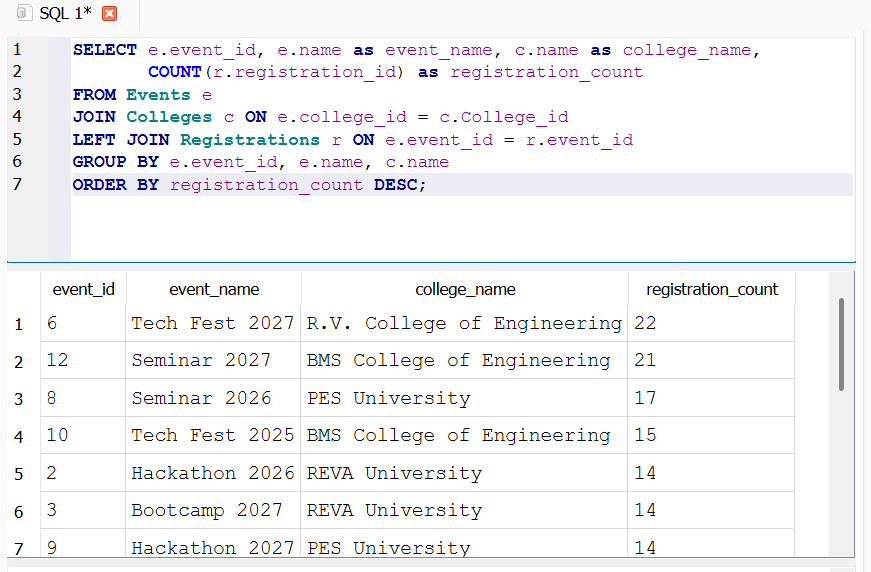 SQL 1*
1 SELECT e.event_id, e.name as event_name, c.name as college_name,
2 COUNT(r.registration_id) as registration_count
3 FROM Events e
4 JOIN Colleges c ON e.college_id = c.College_id
5 LEFT JOIN Registrations r ON e.event_id = r.event_id
6 GROUP BY e.event_id, e.name, c.name
7 ORDER BY registration_count DESC;
event_id event_name college_name registration_count
1 6 Tech Fest 2027 R.V. College of Engineering 22
2 12 Seminar 2027 BMS College of Engineering 21
3 8 Seminar 2026 PES University 17
4 10 Tech Fest 2025 BMS College of Engineering 15
5 2 Hackathon 2026 REVA University 14
6 3 Bootcamp 2027 REVA University 14
7 9 Hackathon 2027 PES University 14